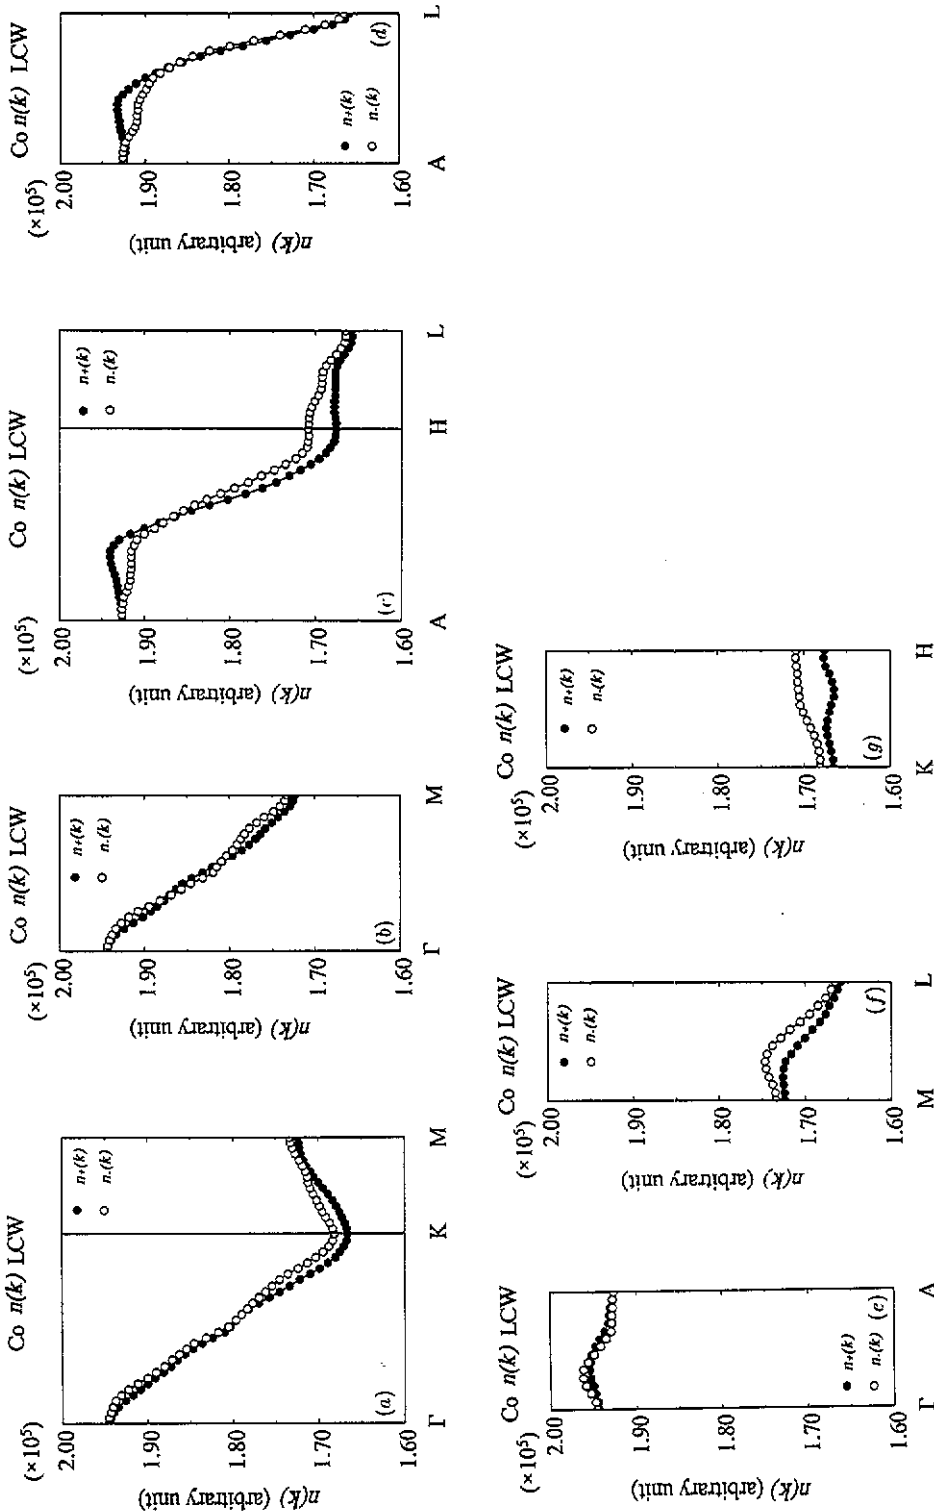 Co n(k) LCW
(×10⁵)
2.00
1.90
1.80
1.70
1.60
n(k) (arbitrary unit)
n+(k)
n-(k)
(a)
Γ
K
M
Co n(k) LCW
(×10⁵)
2.00
1.90
1.80
1.70
1.60
n(k) (arbitrary unit)
n+(k)
n-(k)
(b)
Γ
M
Co n(k) LCW
(×10⁵)
2.00
1.90
1.80
1.70
1.60
n(k) (arbitrary unit)
n+(k)
n-(k)
(c)
A
H
L
Co n(k) LCW
(×10⁵)
2.00
1.90
1.80
1.70
1.60
n(k) (arbitrary unit)
n+(k)
n-(k)
(d)
A
L
Co n(k) LCW
(×10⁵)
2.00
1.90
1.80
1.70
1.60
n(k) (arbitrary unit)
n+(k)
n-(k)
(e)
Γ
A
Co n(k) LCW
(×10⁵)
2.00
1.90
1.80
1.70
1.60
n(k) (arbitrary unit)
n+(k)
n-(k)
(f)
M
L
Co n(k) LCW
(×10⁵)
2.00
1.90
1.80
1.70
1.60
n(k) (arbitrary unit)
n+(k)
n-(k)
(g)
K
H